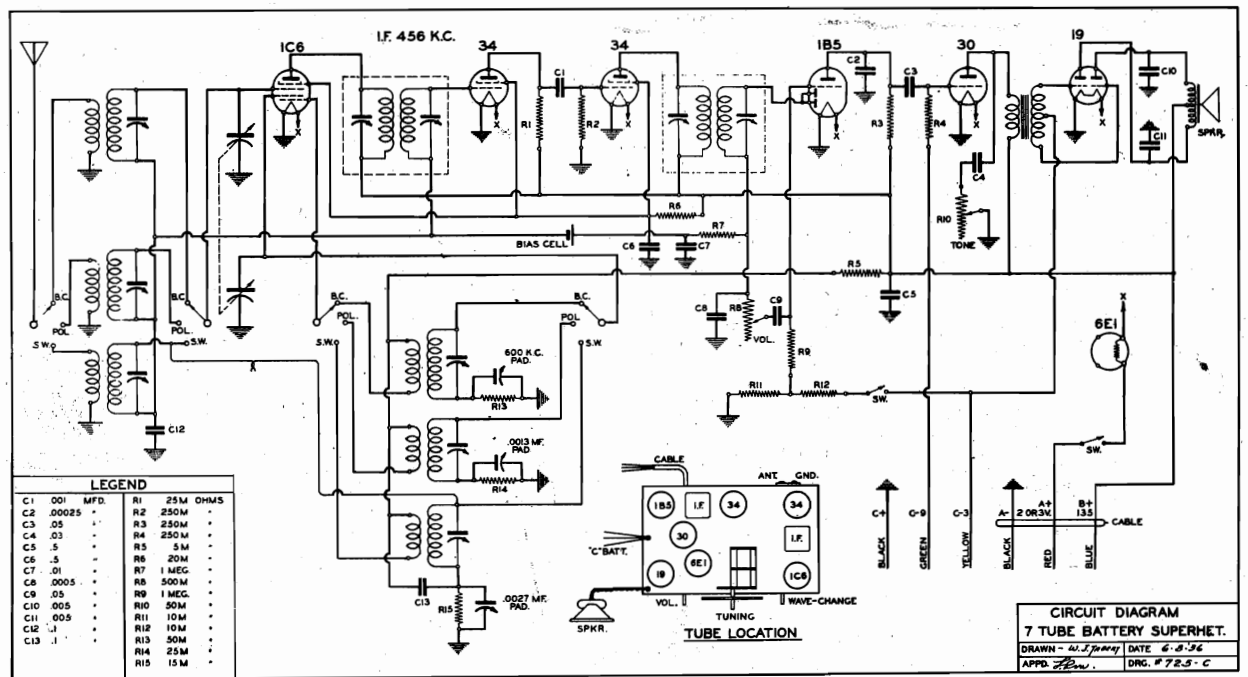 I.F. 456 K.C.
1C6
34
34
1B5
30
19
C1
R1
R2
C2
C3
R3
R4
C4
R10
TONE
C10
C11
SPKR.
X
X
X
X
X
X
R6
R7
BIAS CELL
C6
C7
R5
C5
B.C.
POL
S.W.
B.C.
POL.
S.W.
B.C.
POL.
S.W.
B.C.
POL.
S.W.
C8
R8
VOL.
C9
R9
R11
R12
SW.
6E1
X
SW.
600 K.C.
PAD.
R13
.0013 MF.
PAD
R14
X
C12
C13
R15
.0027 MF.
PAD.
CABLE
ANT. GND.
1B5
I.F.
34
34
30
I.F.
"C" BATT.
19
6E1
1C6
VOL.
WAVE-CHANGE
TUNING
SPKR.
TUBE LOCATION
C+
BLACK
C-9
GREEN
C-3
YELLOW
A-
BLACK
A+
2 OR 3V.
RED
B+
135
BLUE
CABLE
LEGEND
C1 .001 MFD. R1 25M OHMS
C2 .00025 " R2 250M "
C3 .05 " R3 250M "
C4 .03 " R4 250M "
C5 .5 " R5 5M "
C6 .5 " R6 20M "
C7 .01 " R7 1 MEG. "
C8 .0005 " R8 500M "
C9 .05 " R9 1 MEG. "
C10 .005 " R10 50M "
C11 .005 " R11 10M "
C12 .1 " R12 10M "
C13 .1 " R13 50M "
R14 25M "
R15 15M "
CIRCUIT DIAGRAM
7 TUBE BATTERY SUPERHET.
DRAWN - W.J. DATE 6-8-36
APPD. DRG. # 725-C